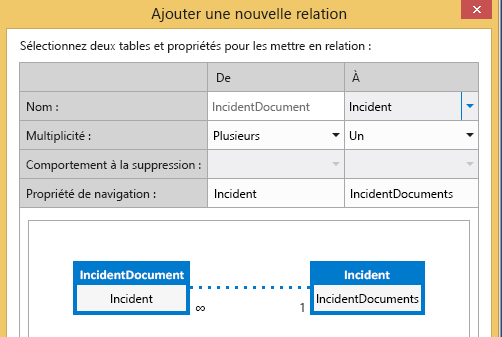 Ajouter une nouvelle relation
Sélectionnez deux tables et propriétés pour les mettre en relation :
De À
Nom : IncidentDocument Incident
Multiplicité : Plusieurs Un
Comportement à la suppression :
Propriété de navigation : Incident IncidentDocuments
IncidentDocument Incident
Incident IncidentDocuments
∞ 1